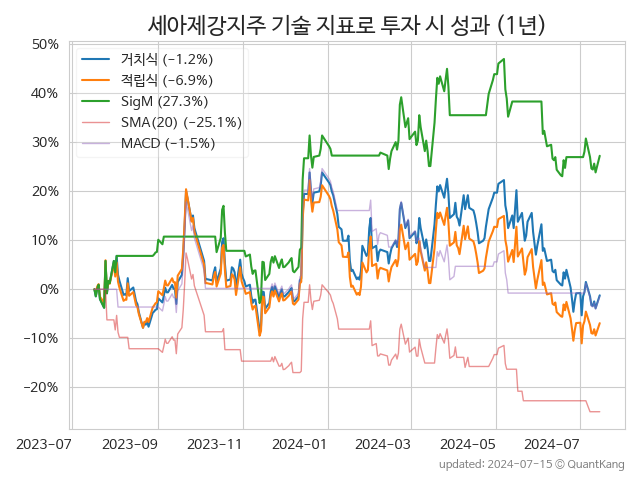 세아제강지주 기술 지표로 투자 시 성과 (1년)
50%
40%
30%
20%
10%
0%
−10%
−20%
거치식 (−1.2%)
적립식 (−6.9%)
SigM (27.3%)
SMA(20) (−25.1%)
MACD (−1.5%)
2023-07 2023-09 2023-11 2024-01 2024-03 2024-05 2024-07
updated: 2024-07-15 © QuantKang